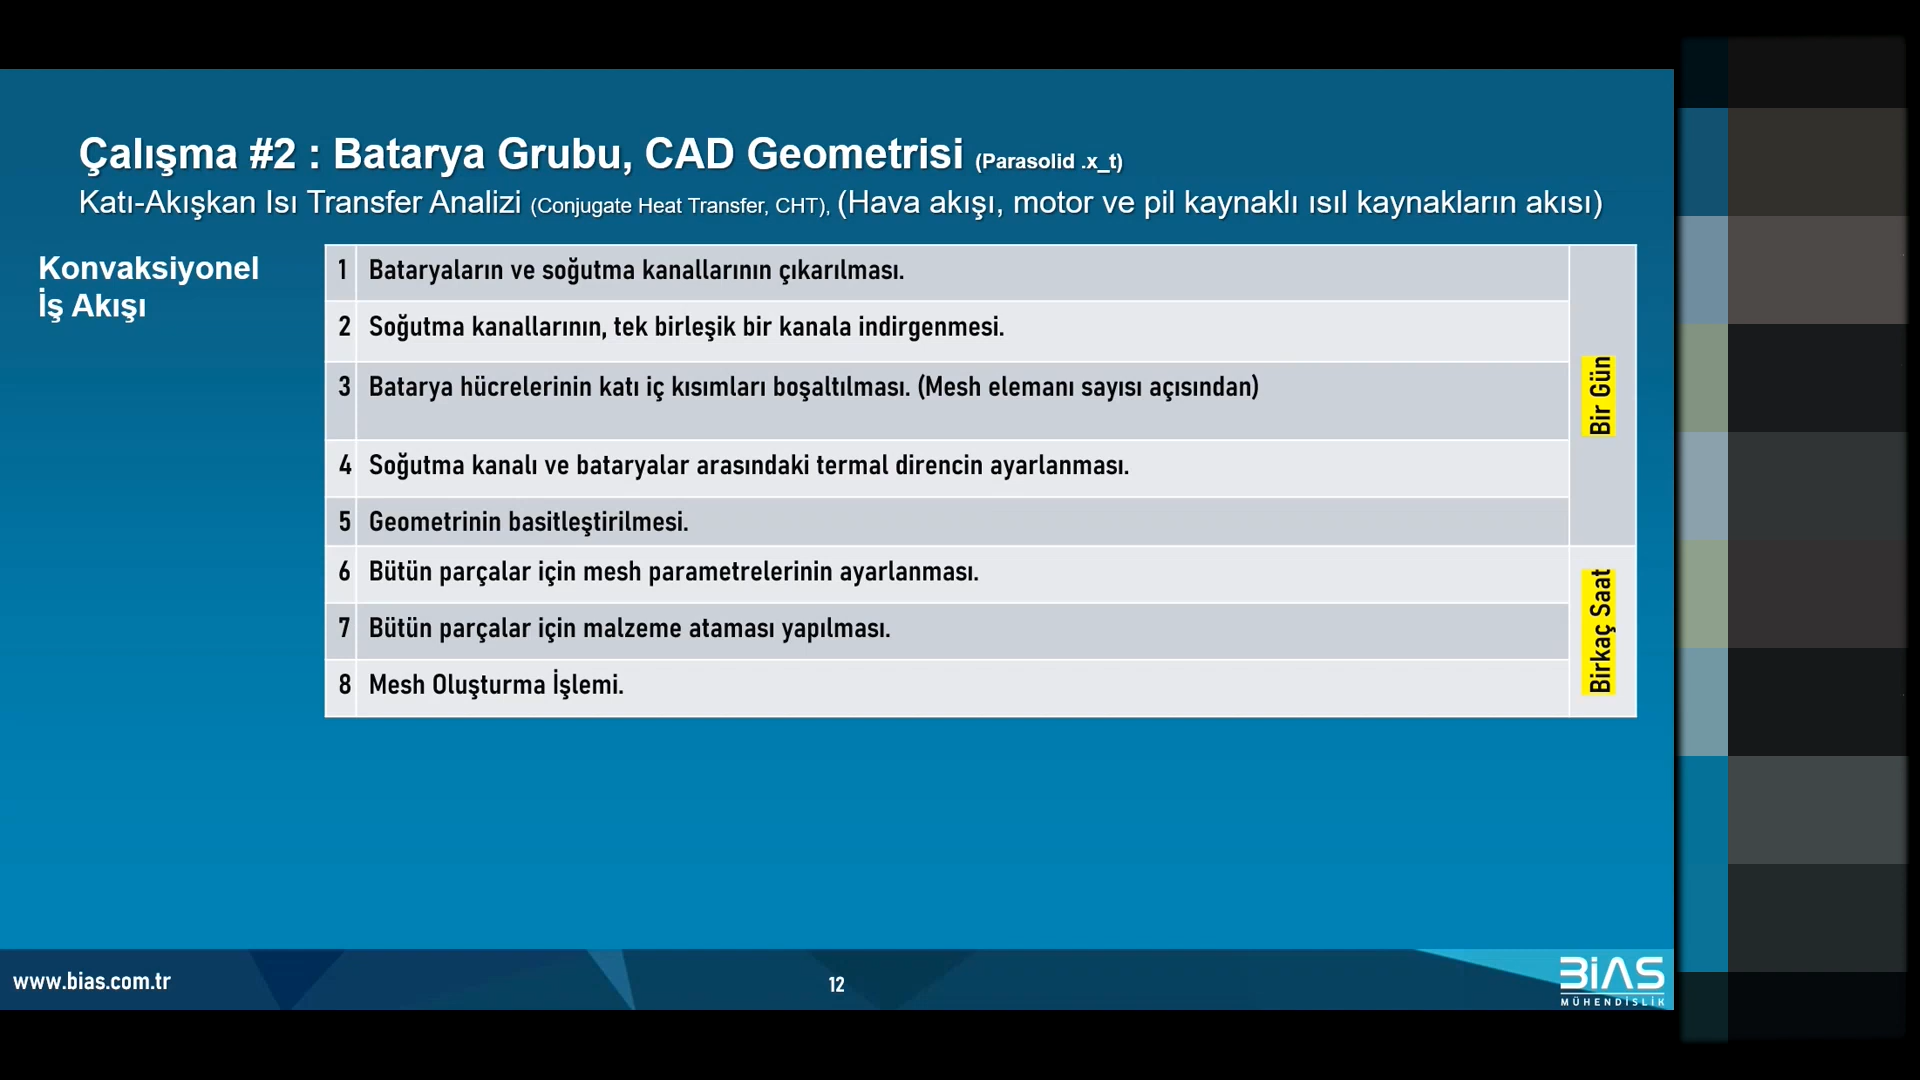 Çalışma #2 : Batarya Grubu, CAD Geometrisi (Parasolid .x_t)
Katı-Akışkan Isı Transfer Analizi (Conjugate Heat Transfer, CHT), (Hava akışı, motor ve pil kaynaklı ısıl kaynakların akısı)
Konvaksiyonel
İş Akışı
1 Bataryaların ve soğutma kanallarının çıkarılması.
2 Soğutma kanallarının, tek birleşik bir kanala indirgenmesi.
3 Batarya hücrelerinin katı iç kısımları boşaltılması. (Mesh elemanı sayısı açısından)
4 Soğutma kanalı ve bataryalar arasındaki termal direncin ayarlanması.
5 Geometrinin basitleştirilmesi.
Bir Gün
6 Bütün parçalar için mesh parametrelerinin ayarlanması.
7 Bütün parçalar için malzeme ataması yapılması.
8 Mesh Oluşturma İşlemi.
Birkaç Saat
www.bias.com.tr
12
BiAS
MÜHENDİSLİK